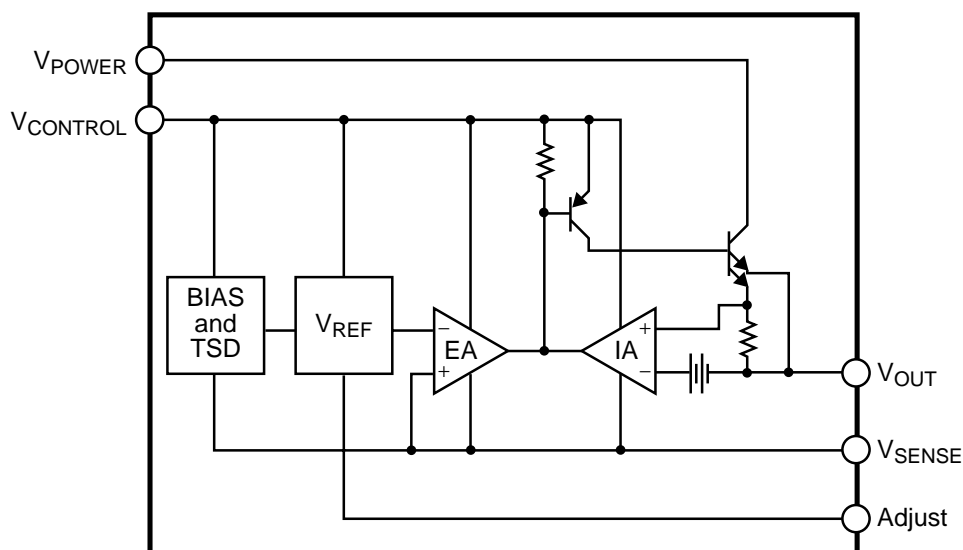 VPOWER
VCONTROL
BIAS
and
TSD
VREF
−
EA
+
+
IA
−
VOUT
VSENSE
Adjust